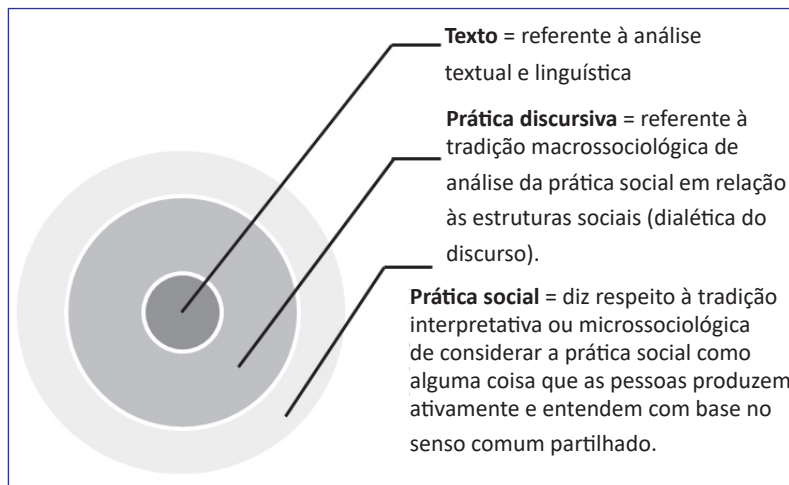 Texto = referente à análise
textual e linguística
Prática discursiva = referente à
tradição macrossociológica de
análise da prática social em relação
às estruturas sociais (dialética do
discurso).
Prática social = diz respeito à tradição
interpretativa ou microssociológica
de considerar a prática social como
alguma coisa que as pessoas produzem
ativamente e entendem com base no
senso comum partilhado.